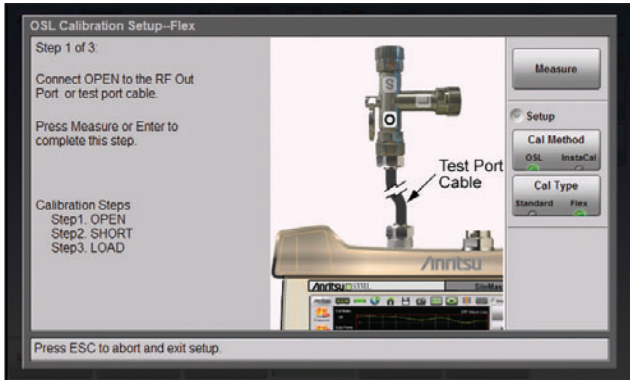 OSL Calibration Setup--Flex
Step 1 of 3:
Connect OPEN to the RF Out
Port or test port cable.
Press Measure or Enter to
complete this step.
Calibration Steps
Step1. OPEN
Step2. SHORT
Step3. LOAD
S
O
Test Port
Cable
Anritsu
Anritsu S331L SiteMas
Measure
Setup
Cal Method
OSL InstaCal
Cal Type
Standard Flex
Press ESC to abort and exit setup.